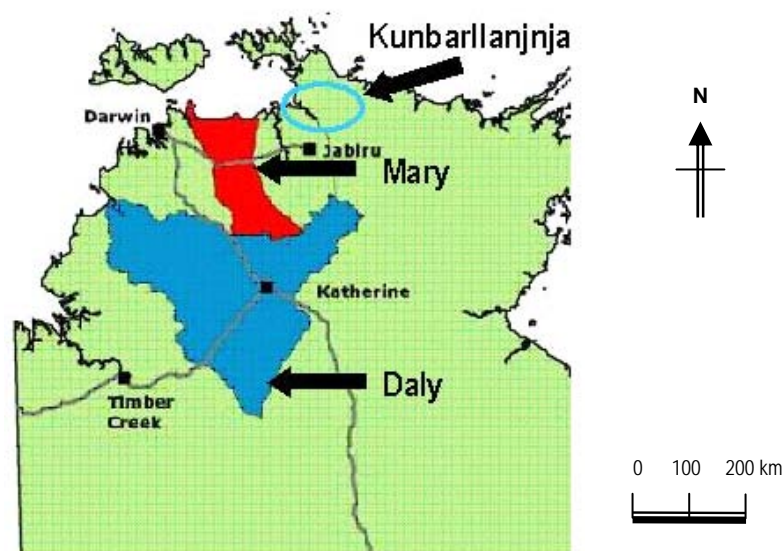 Kunbarllanjnja
Darwin
Jabiru
Mary
Katherine
Daly
Timber
Creek
N
0 100 200 km